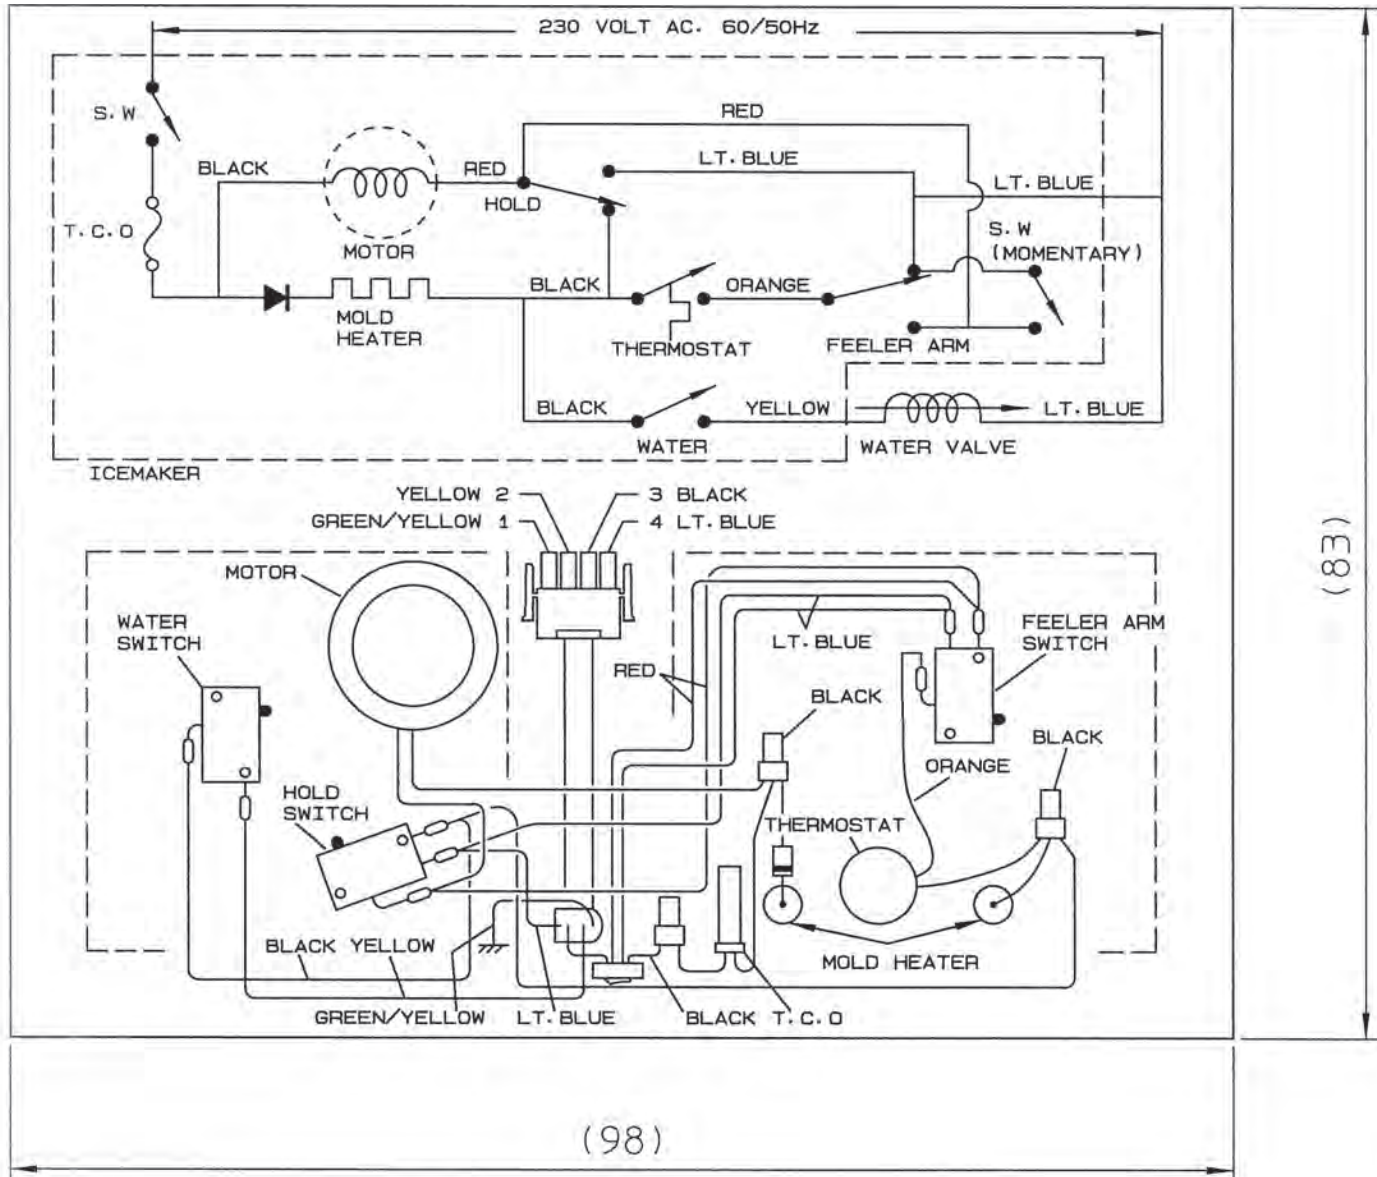 230 VOLT AC. 60/50Hz
S.W
RED
BLACK
RED
LT.BLUE
LT.BLUE
HOLD
T.C.O
MOTOR
S.W
(MOMENTARY)
BLACK
ORANGE
MOLD
HEATER
THERMOSTAT
FEELER ARM
BLACK
YELLOW
LT.BLUE
WATER
WATER VALVE
ICEMAKER
YELLOW 2
3 BLACK
GREEN/YELLOW 1
4 LT.BLUE
MOTOR
WATER
SWITCH
LT.BLUE
FEELER ARM
SWITCH
RED
BLACK
BLACK
ORANGE
HOLD
SWITCH
THERMOSTAT
BLACK YELLOW
MOLD HEATER
GREEN/YELLOW
LT.BLUE
BLACK T.C.O
(83)
(98)